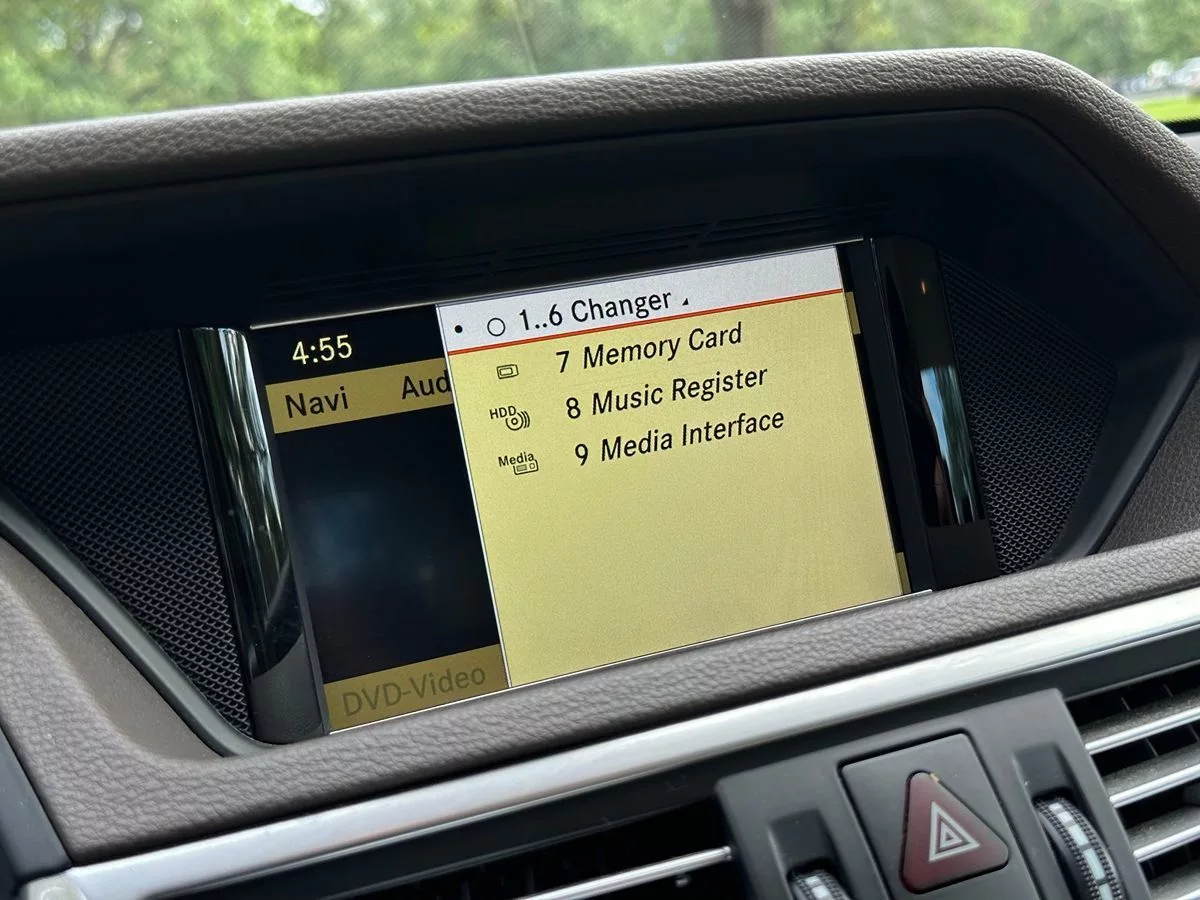 4:55
Navi Aud
• 1..6 Changer
7 Memory Card
HDD 8 Music Register
Media 9 Media Interface
DVD-Video